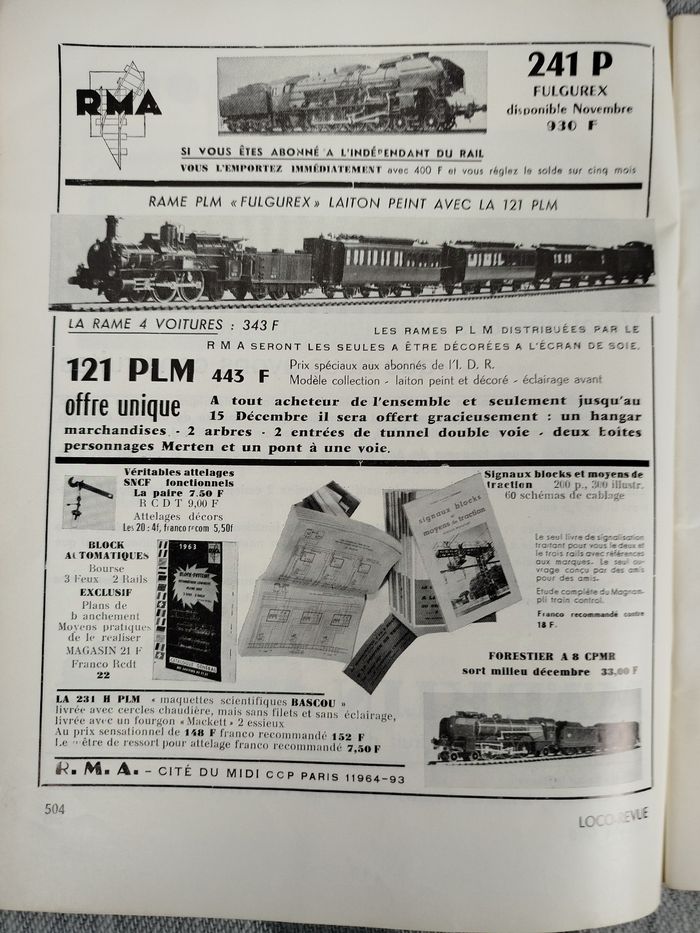 RMA
241 P
FULGUREX
disponible Novembre
930 F
SI VOUS ÊTES ABONNÉ A L'INDÉPENDANT DU RAIL
VOUS L'EMPORTEZ IMMÉDIATEMENT avec 400 F et vous réglez le solde sur cinq mois
RAME PLM « FULGUREX » LAITON PEINT AVEC LA 121 PLM
LA RAME 4 VOITURES : 343 F
LES RAMES P L M DISTRIBUÉES PAR LE
R M A SERONT LES SEULES A ÊTRE DÉCORÉES A L'ÉCRAN DE SOIE.
121 PLM 443 F
Prix spéciaux aux abonnés de l'I. D. R.
Modèle collection - laiton peint et décoré - éclairage avant
offre unique
A tout acheteur de l'ensemble et seulement jusqu'au
15 Décembre il sera offert gracieusement : un hangar
marchandises - 2 arbres - 2 entrées de tunnel double voie - deux boites
personnages Merten et un pont à une voie.
Véritables attelages
SNCF fonctionnels
La paire 7.50 F
R C D T 9,00 F
Attelages décors
Les 20 : 4f, franco rcom 5,50f
BLOCK
AUTOMATIQUES
Bourse
3 Feux 2 Rails
EXCLUSIF
Plans de
branchement
Moyens pratiques
de le realiser
MAGASIN 21 F
Franco Rcdt
22
1963
BLOCK-SYSTEME
CATALOGUE GENERAL
signaux blocks
et
moyens de traction
Signaux blocks et moyens de
traction 200 p., 300 illustr.
60 schémas de cablage
Le seul livre de signalisation
traitant pour vous le deux et
le trois rails avec références
aux marques. Le seul ou-
vrage conçu par des amis
pour des amis.
Etude complète du Magnam-
pli train control.
Franco recommandé contre
18 F.
FORESTIER A 8 CPMR
sort milieu décembre 33,00 F
LA 231 H PLM « maquettes scientifiques BASCOU »
livrée avec cercles chaudière, mais sans filets et sans éclairage,
livrée avec un fourgon «Mackett» 2 essieux
Au prix sensationnel de 148 F franco recommandé 152 F
Le être de ressort pour attelage franco recommandé 7,50 F
R. M. A. – CITÉ DU MIDI CCP PARIS 11964-93
504
LOCO-REVUE